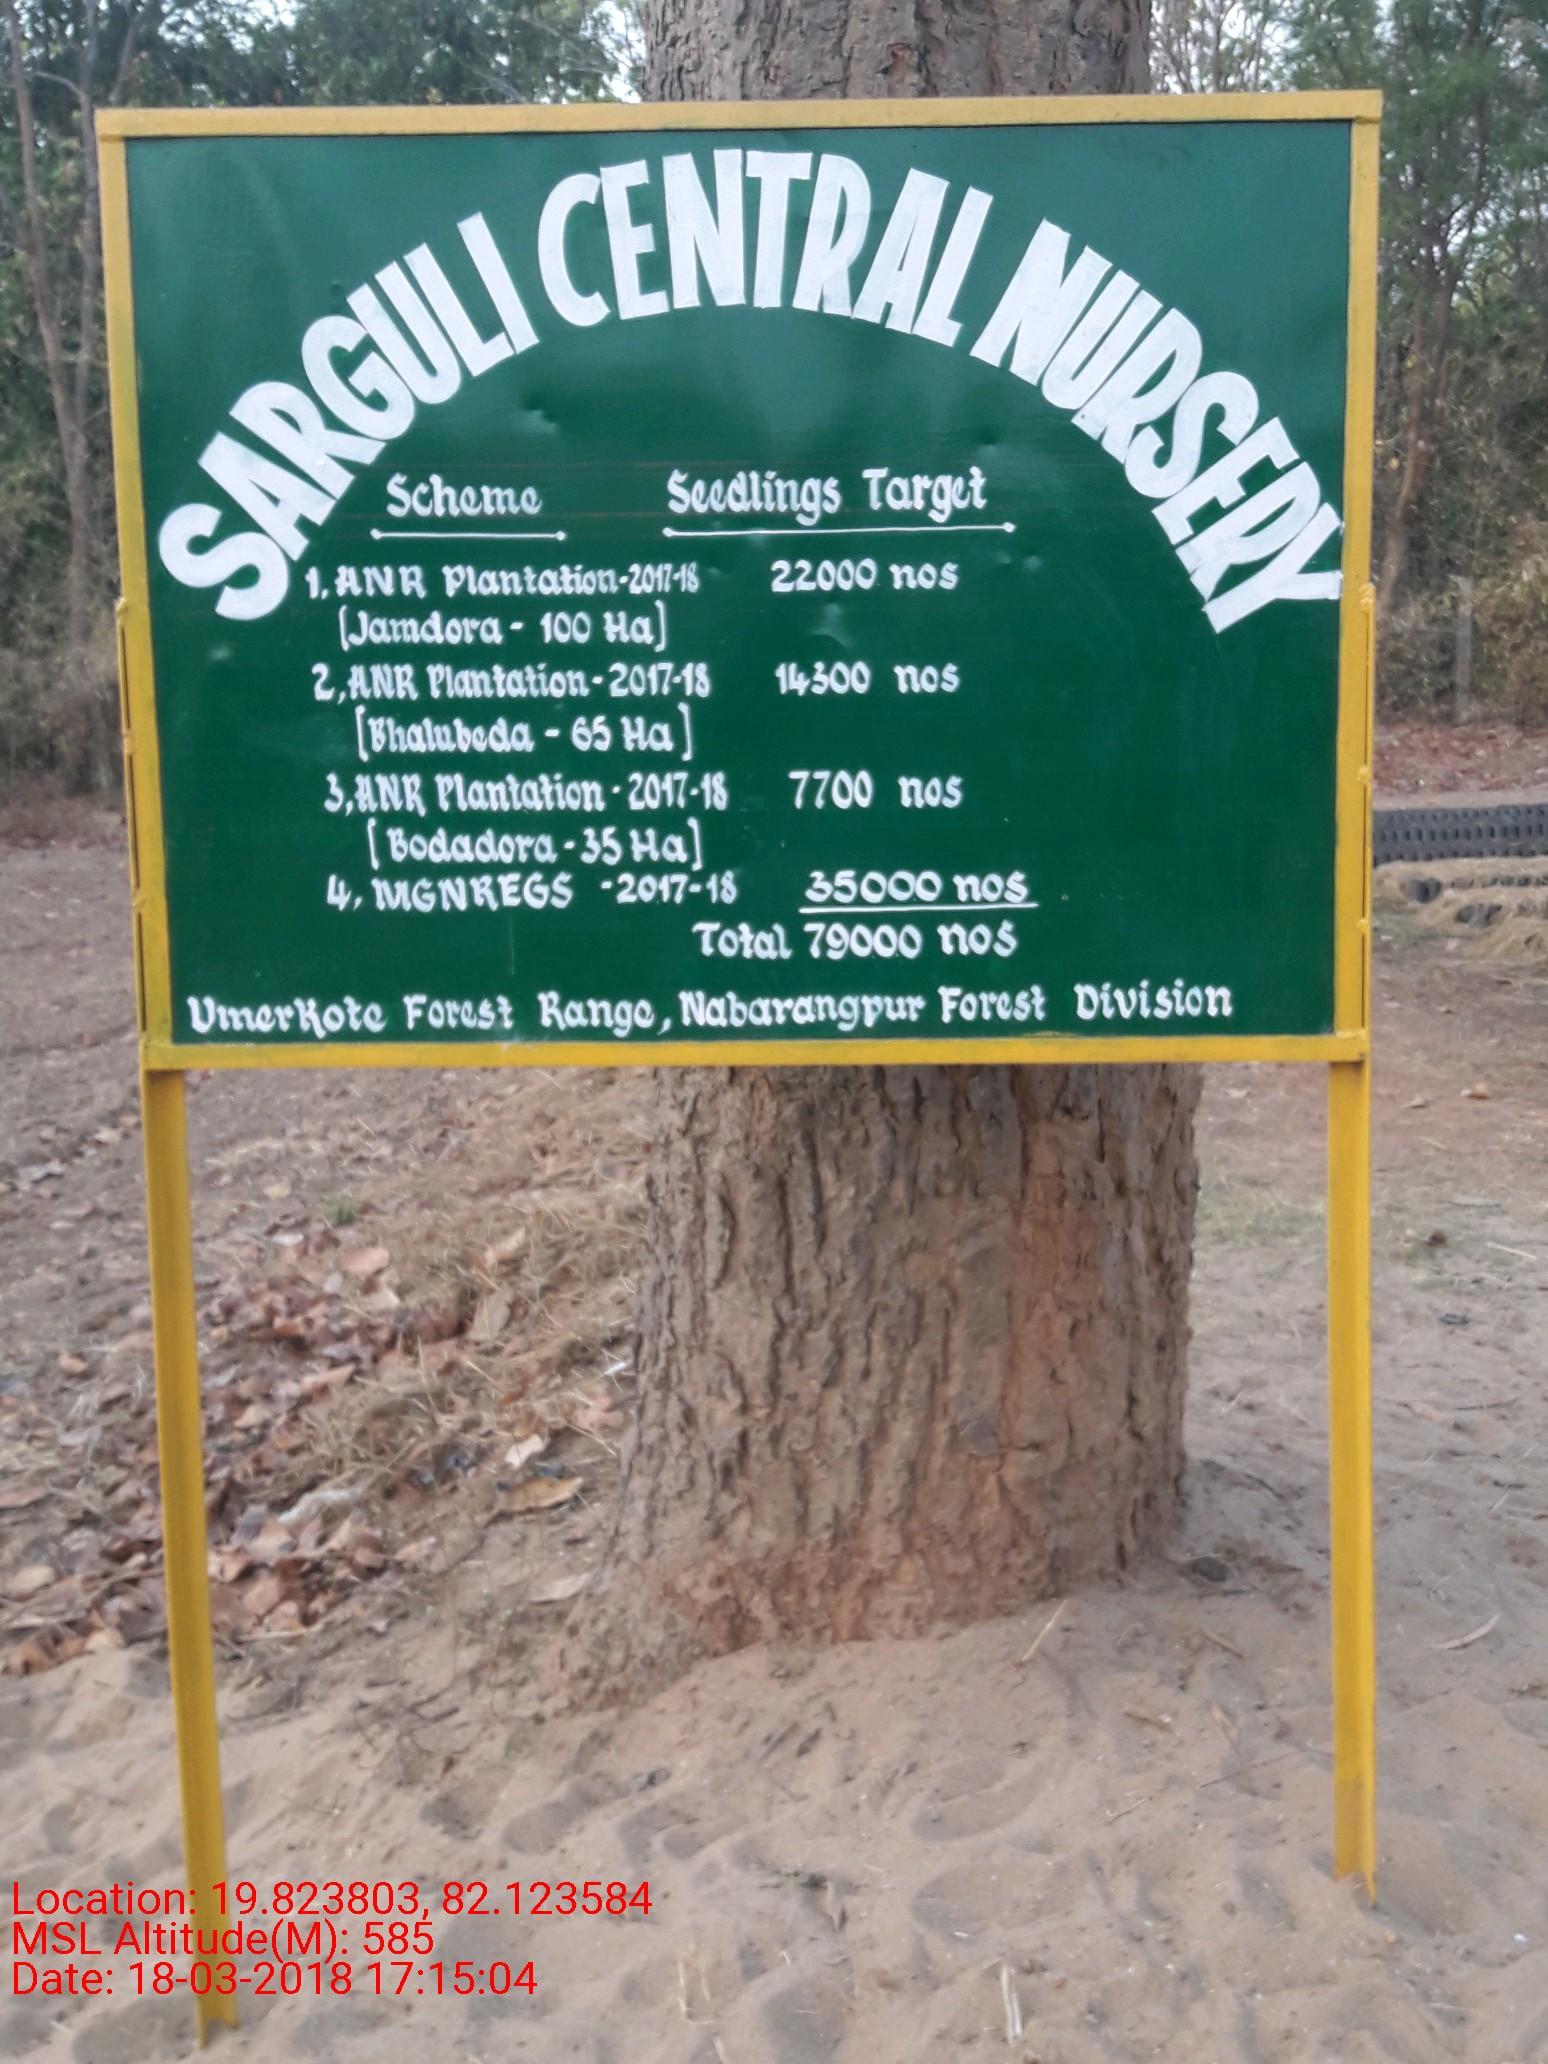 SARGULI CENTRAL NURSERY
Scheme Seedlings Target
1, ANR Plantation-2017-18 22000 nos
[Jamdora - 100 Ha]
2, ANR Plantation - 2017-18 14300 nos
[Bhalubeda - 65 Ha]
3, ANR Plantation - 2017-18 7700 nos
[Bodadora - 35 Ha]
4, MGNREGS - 2017-18 35000 nos
Total 79000 nos
Umerkote Forest Range, Nabarangpur Forest Division
Location: 19.823803, 82.123584
MSL Altitude(M): 585
Date: 18-03-2018 17:15:04